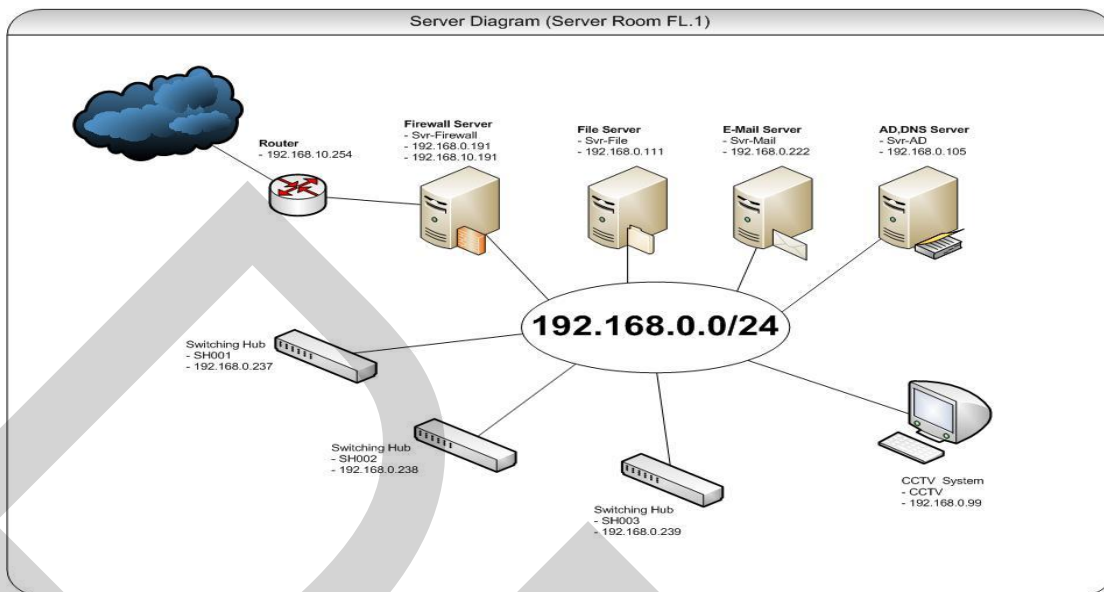 Server Diagram (Server Room FL.1)
Router
- 192.168.10.254
Firewall Server
- Svr-Firewall
- 192.168.0.191
- 192.168.10.191
File Server
- Svr-File
- 192.168.0.111
E-Mail Server
- Svr-Mail
- 192.168.0.222
AD,DNS Server
- Svr-AD
- 192.168.0.105
192.168.0.0/24
Switching Hub
- SH001
- 192.168.0.237
Switching Hub
- SH002
- 192.168.0.238
Switching Hub
- SH003
- 192.168.0.239
CCTV System
- CCTV
- 192.168.0.99